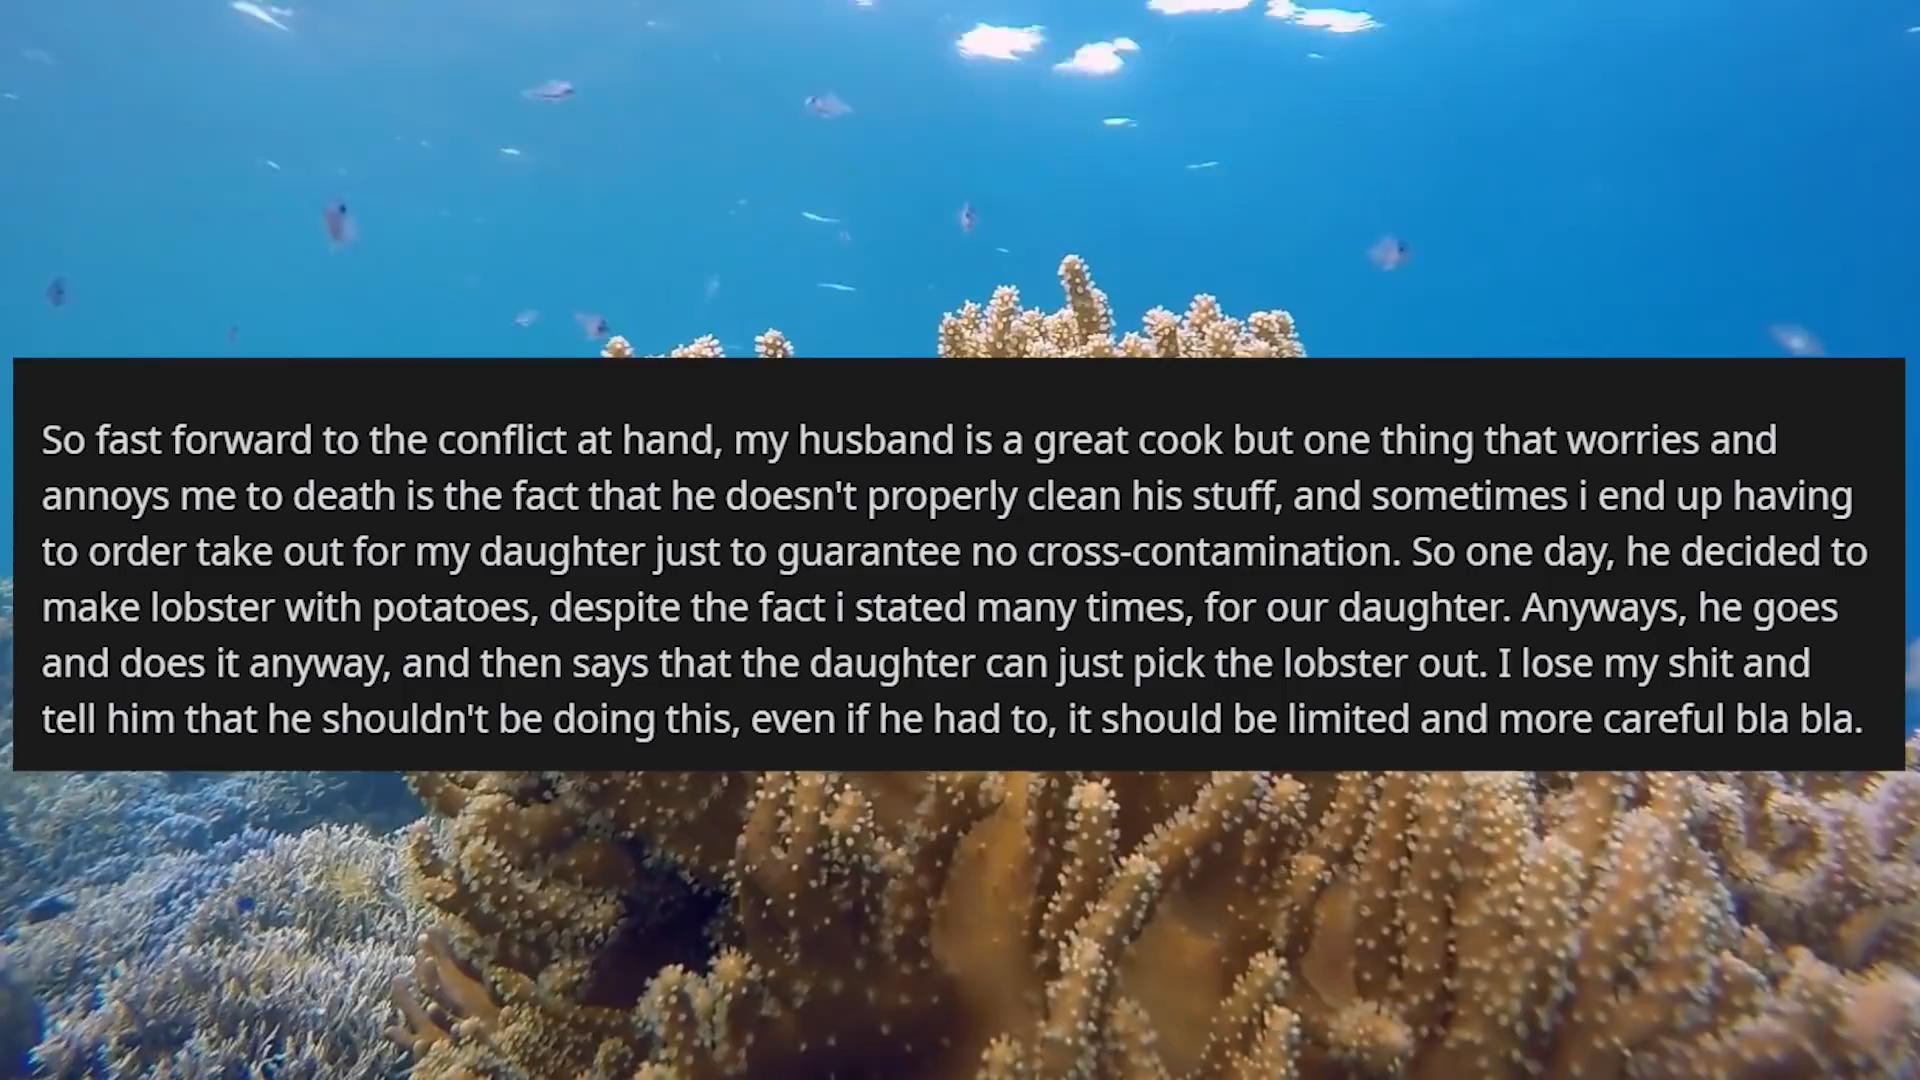 So fast forward to the conflict at hand, my husband is a great cook but one thing that worries and
annoys me to death is the fact that he doesn't properly clean his stuff, and sometimes i end up having
to order take out for my daughter just to guarantee no cross-contamination. So one day, he decided to
make lobster with potatoes, despite the fact i stated many times, for our daughter. Anyways, he goes
and does it anyway, and then says that the daughter can just pick the lobster out. I lose my shit and
tell him that he shouldn't be doing this, even if he had to, it should be limited and more careful bla bla.